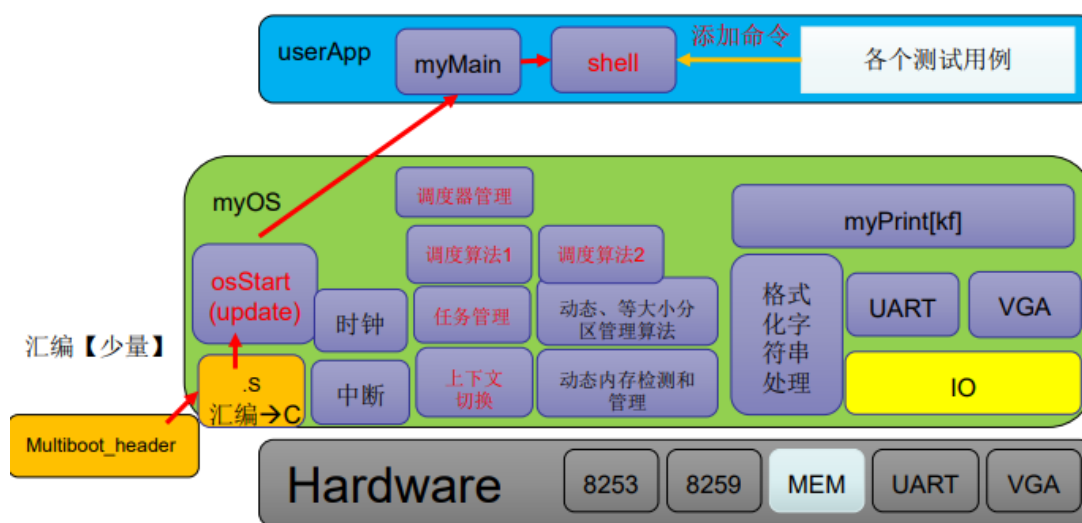 userApp
myMain
shell
添加命令
各个测试用例
myOS
调度器管理
myPrint[kf]
osStart
(update)
调度算法1
调度算法2
时钟
任务管理
动态、等大小分
区管理算法
格式
化字
符串
处理
UART
VGA
汇编【少量】
.S
汇编→C
中断
上下文
切换
动态内存检测和
管理
IO
Multiboot_header
Hardware
8253
8259
MEM
UART
VGA